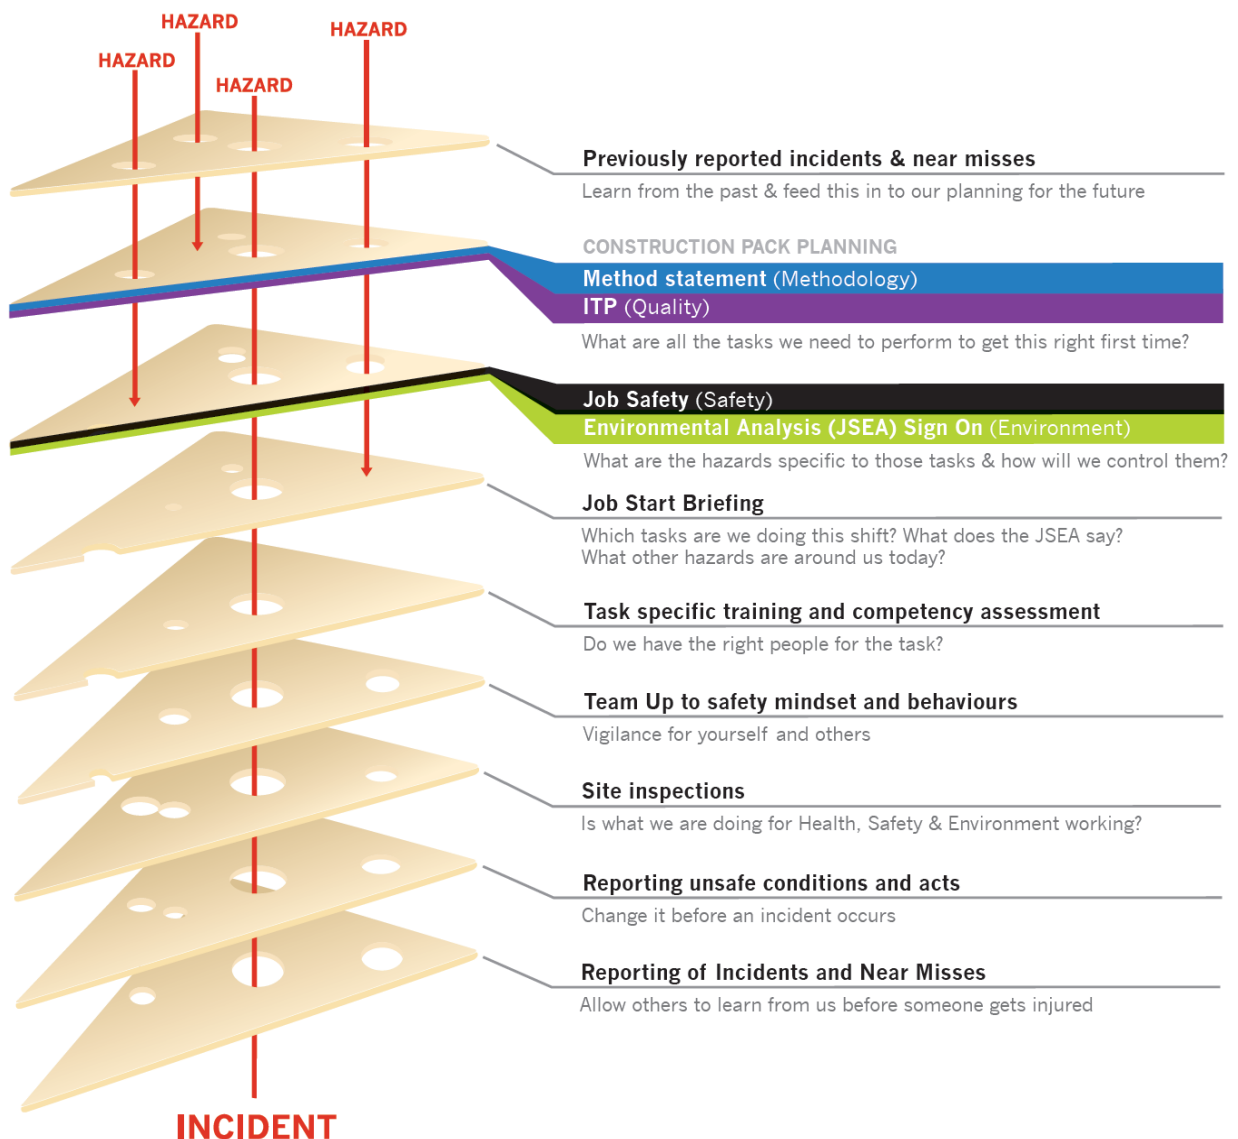 HAZARD
HAZARD
HAZARD
HAZARD
Previously reported incidents & near misses
Learn from the past & feed this in to our planning for the future
CONSTRUCTION PACK PLANNING
Method statement (Methodology)
ITP (Quality)
What are all the tasks we need to perform to get this right first time?
Job Safety (Safety)
Environmental Analysis (JSEA) Sign On (Environment)
What are the hazards specific to those tasks & how will we control them?
Job Start Briefing
Which tasks are we doing this shift? What does the JSEA say?
What other hazards are around us today?
Task specific training and competency assessment
Do we have the right people for the task?
Team Up to safety mindset and behaviours
Vigilance for yourself and others
Site inspections
Is what we are doing for Health, Safety & Environment working?
Reporting unsafe conditions and acts
Change it before an incident occurs
Reporting of Incidents and Near Misses
Allow others to learn from us before someone gets injured
INCIDENT